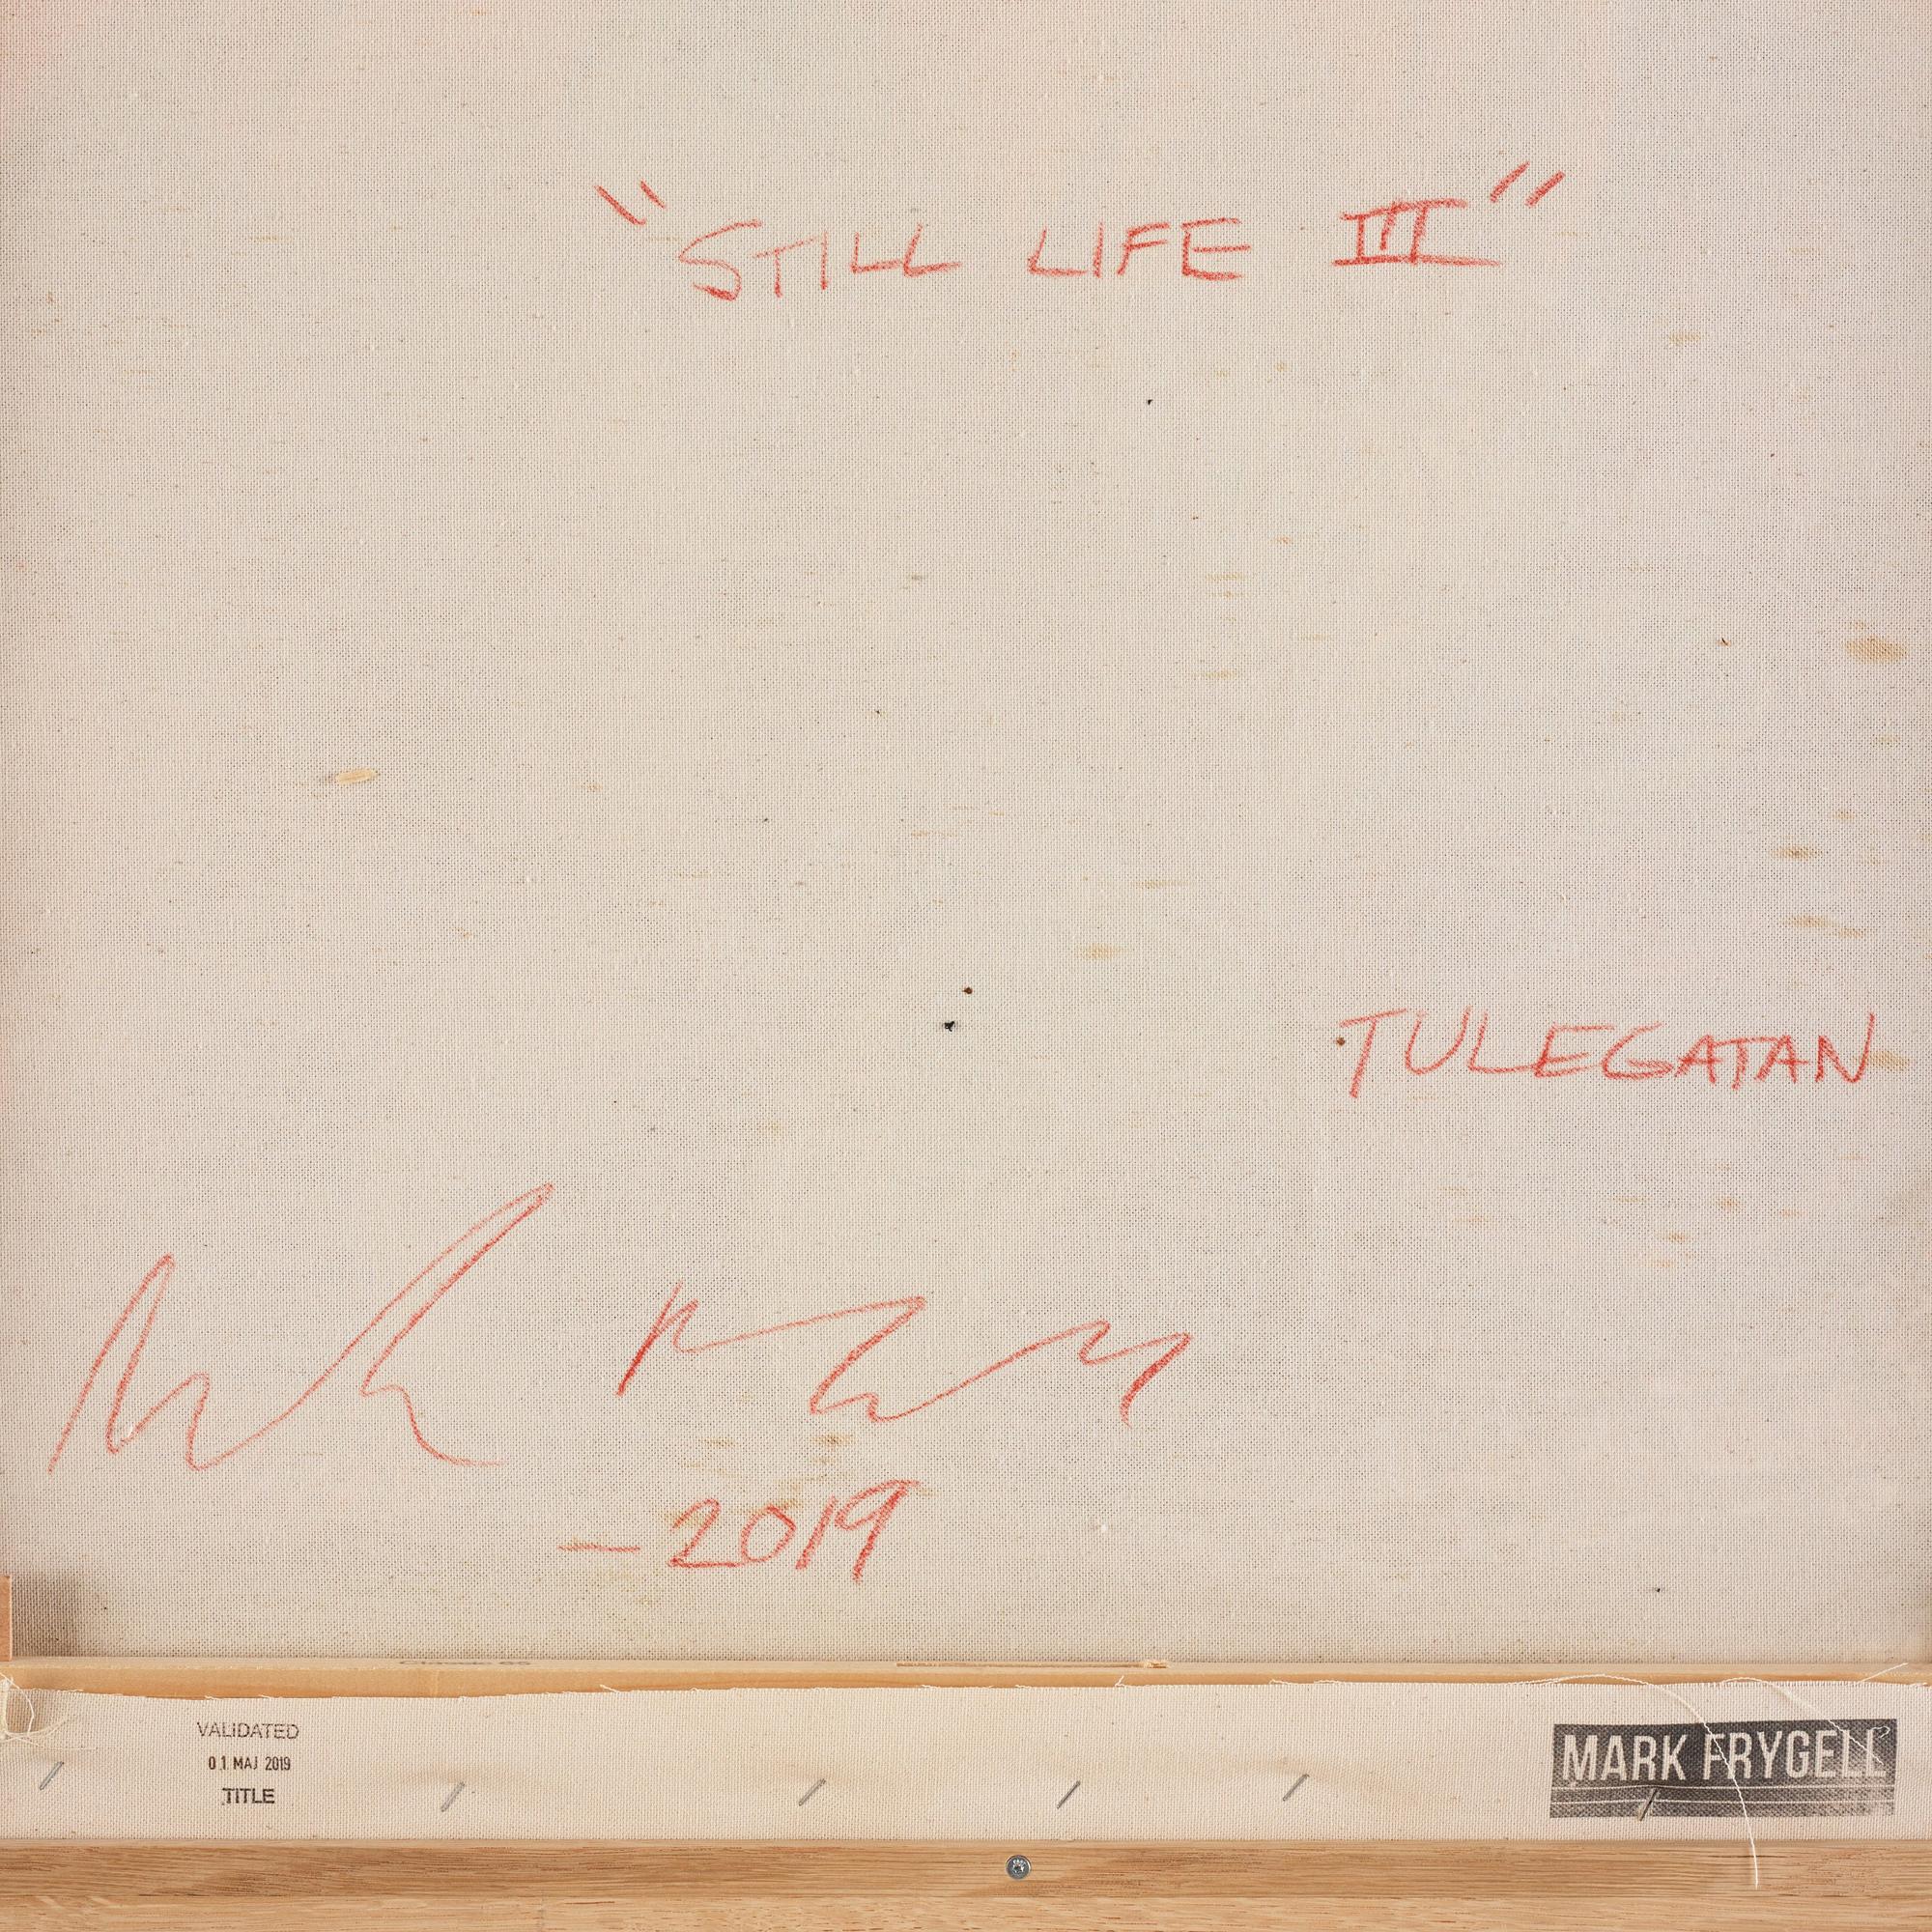 "STILL LIFE III"
TULEGATAN
-2019
VALIDATED
01 MAJ 2019
TITLE
MARK FRYGELL